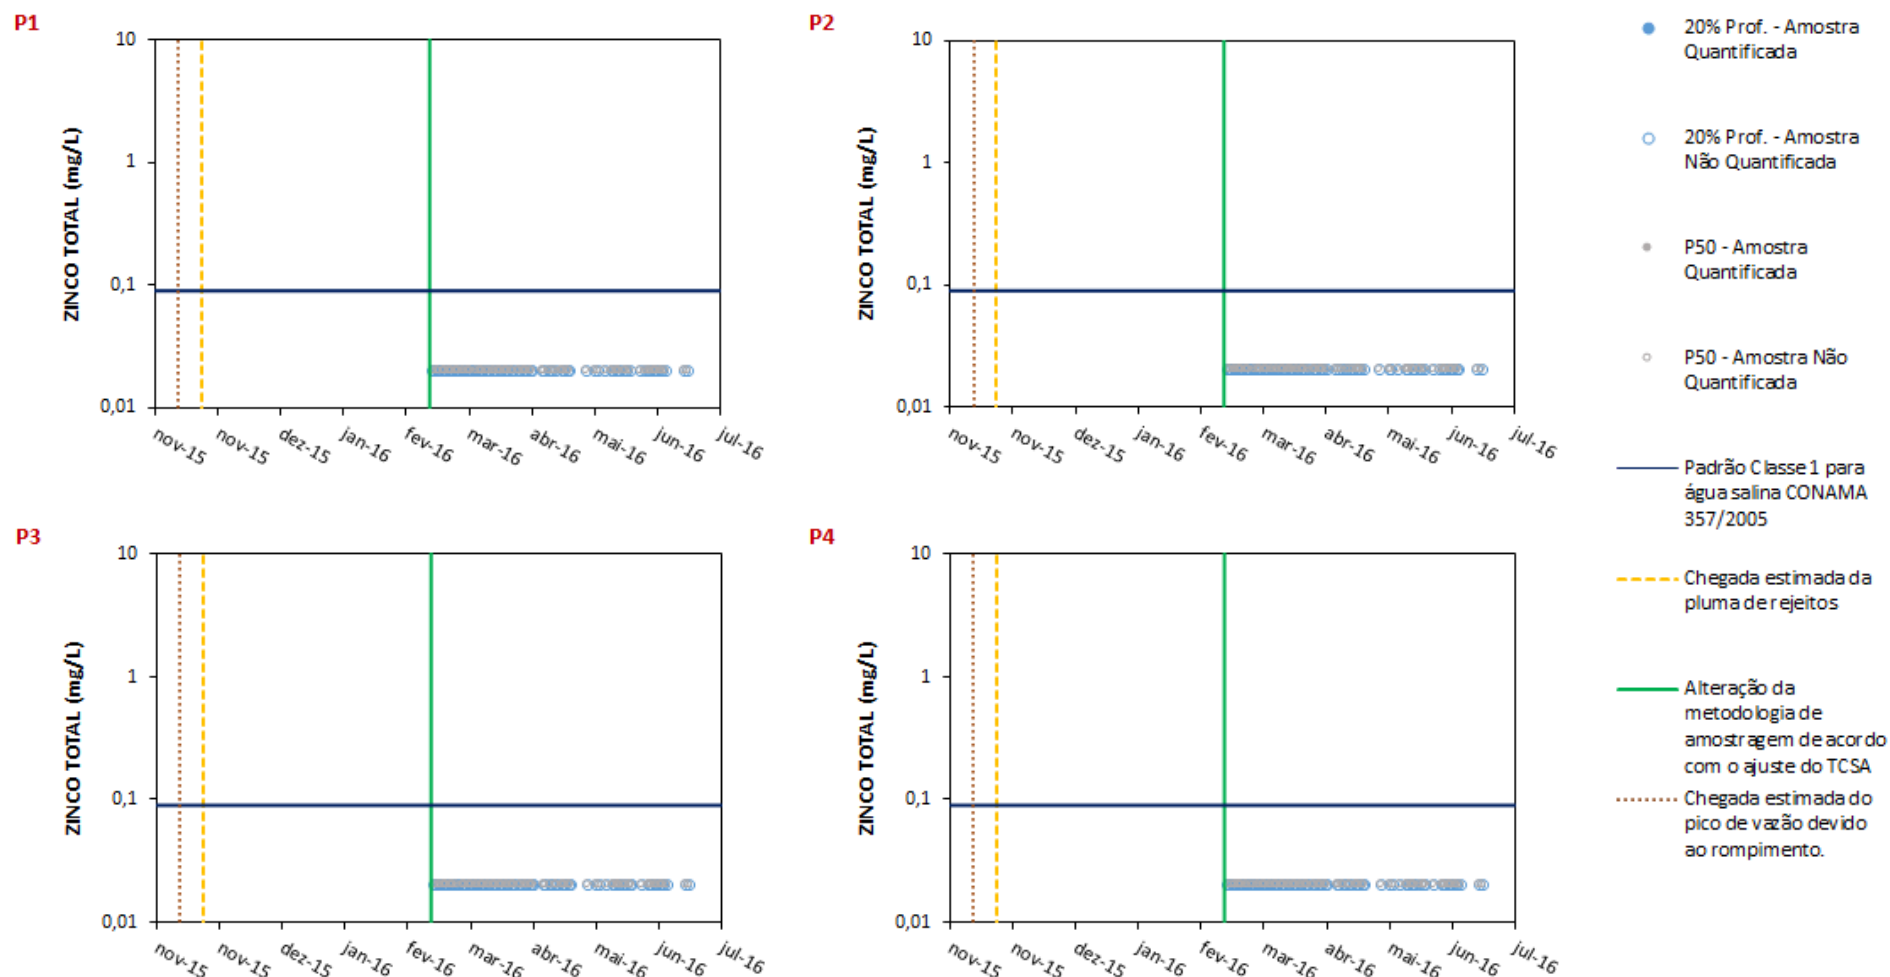 P1
10
1
0,1
0,01
ZINCO TOTAL (mg/L)
nov-15
nov-15
dez-15
jan-16
fev-16
mar-16
abr-16
mai-16
jun-16
jul-16
P2
10
1
0,1
0,01
ZINCO TOTAL (mg/L)
nov-15
nov-15
dez-15
jan-16
fev-16
mar-16
abr-16
mai-16
jun-16
jul-16
P3
10
1
0,1
0,01
ZINCO TOTAL (mg/L)
nov-15
nov-15
dez-15
jan-16
fev-16
mar-16
abr-16
mai-16
jun-16
jul-16
P4
10
1
0,1
0,01
ZINCO TOTAL (mg/L)
nov-15
nov-15
dez-15
jan-16
fev-16
mar-16
abr-16
mai-16
jun-16
jul-16
20% Prof. - Amostra
Quantificada
20% Prof. - Amostra
Não Quantificada
P50 - Amostra
Quantificada
P50 - Amostra Não
Quantificada
Padrão Classe 1 para
água salina CONAMA
357/2005
Chegada estimada da
pluma de rejeitos
Alteração da
metodologia de
amostragem de acordo
com o ajuste do TCSA
Chegada estimada do
pico de vazão devido
ao rompimento.